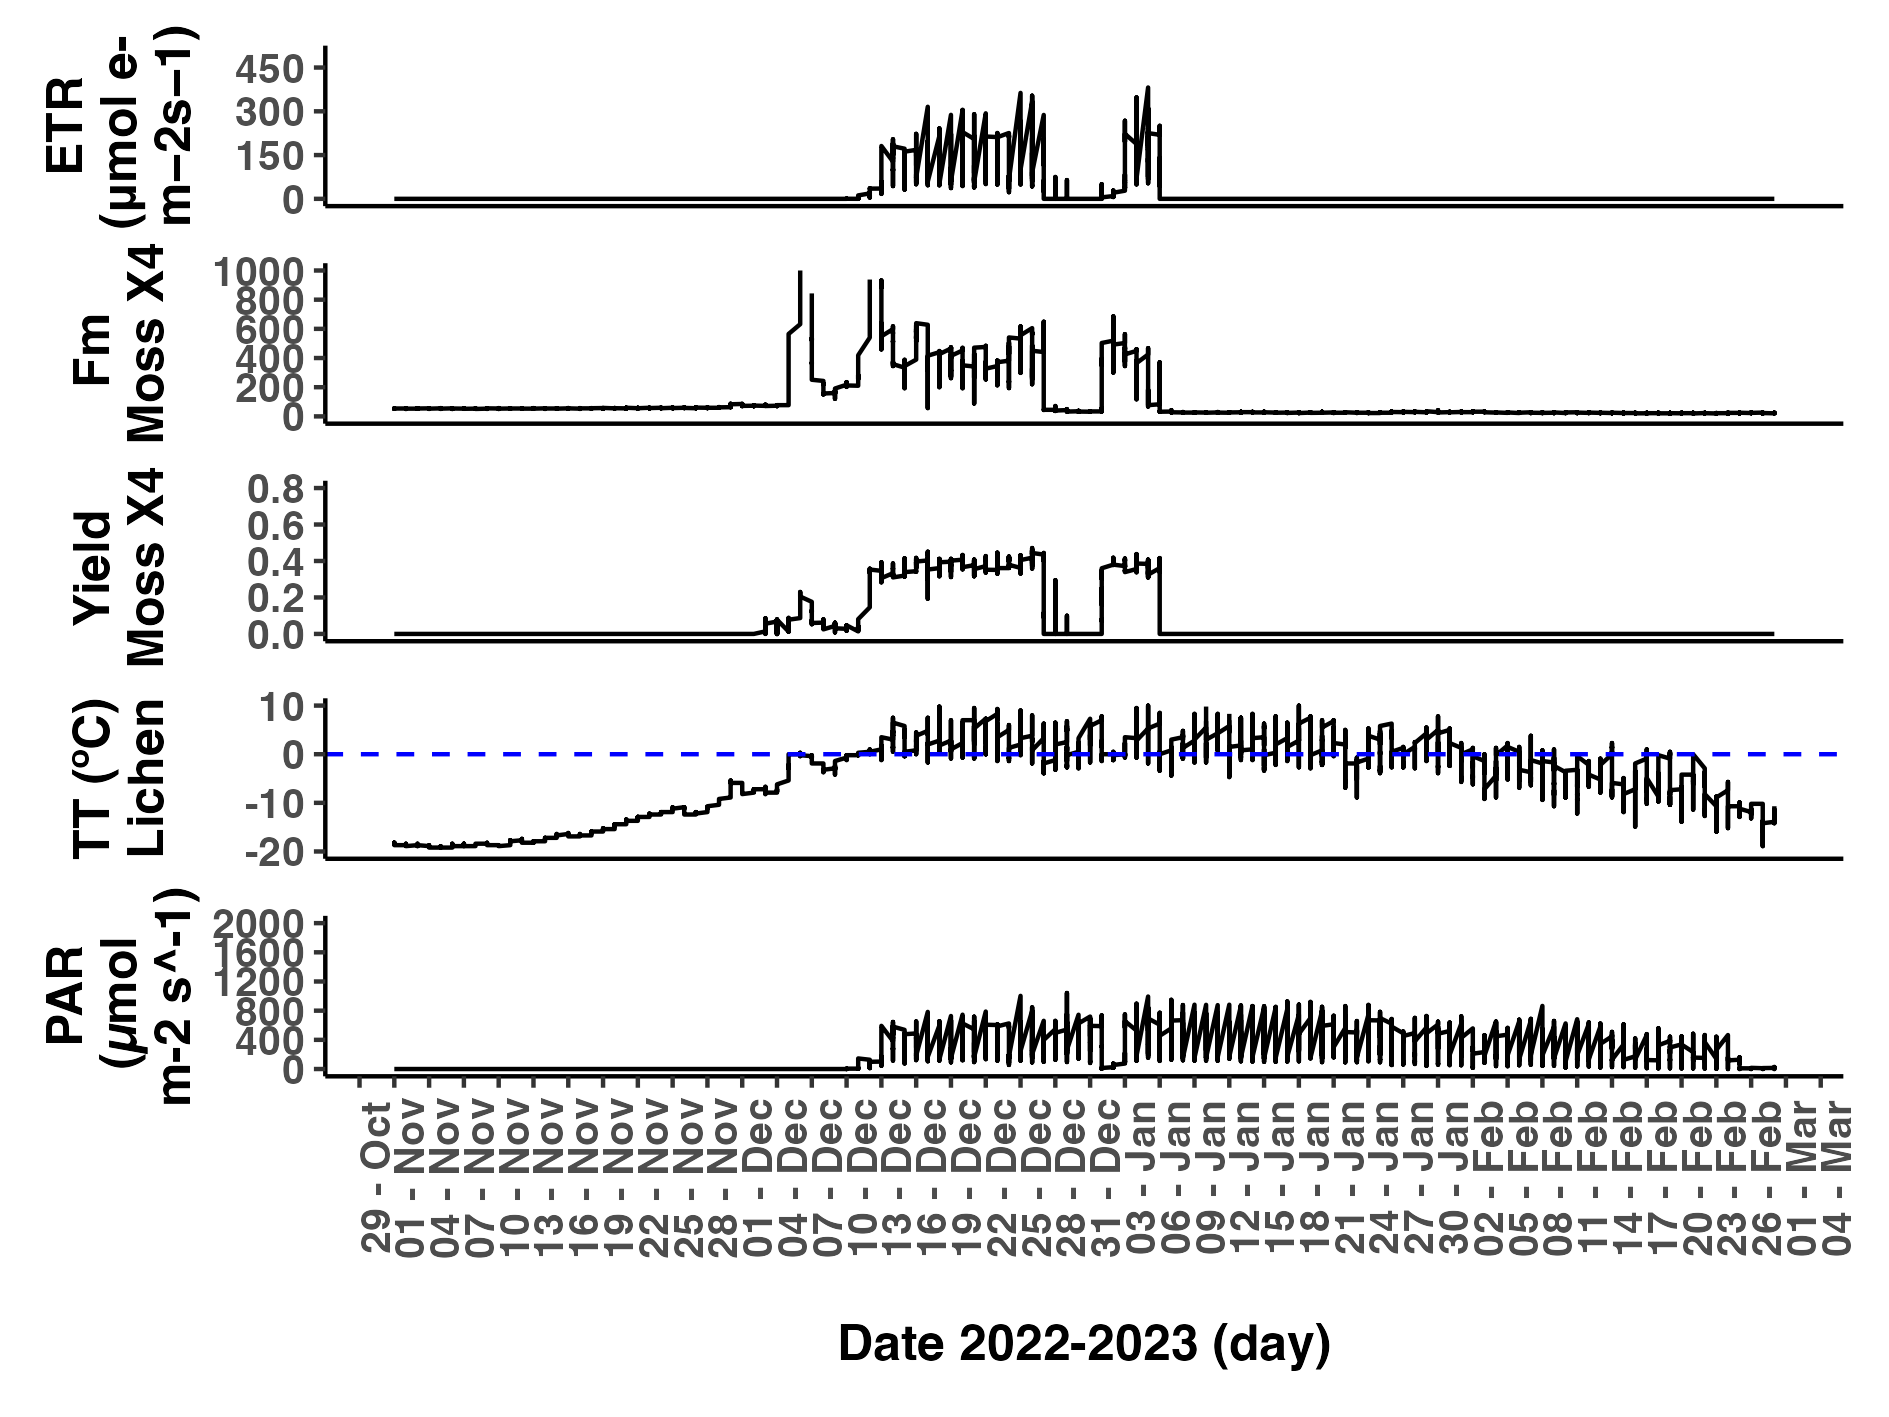 ETR
(µmol e-
m−2s−1)
450
300
150
0
Fm
Moss X4
1000
800
600
400
200
0
Yield
Moss X4
0.8
0.6
0.4
0.2
0.0
TT (ºC)
Lichen
10
0
-10
-20
PAR
(µmol
m-2 s^-1)
2000
1600
1200
800
400
0
29 - Oct
01 - Nov
04 - Nov
07 - Nov
10 - Nov
13 - Nov
16 - Nov
19 - Nov
22 - Nov
25 - Nov
28 - Nov
01 - Dec
04 - Dec
07 - Dec
10 - Dec
13 - Dec
16 - Dec
19 - Dec
22 - Dec
25 - Dec
28 - Dec
31 - Dec
03 - Jan
06 - Jan
09 - Jan
12 - Jan
15 - Jan
18 - Jan
21 - Jan
24 - Jan
27 - Jan
30 - Jan
02 - Feb
05 - Feb
08 - Feb
11 - Feb
14 - Feb
17 - Feb
20 - Feb
23 - Feb
26 - Feb
01 - Mar
04 - Mar
Date 2022-2023 (day)